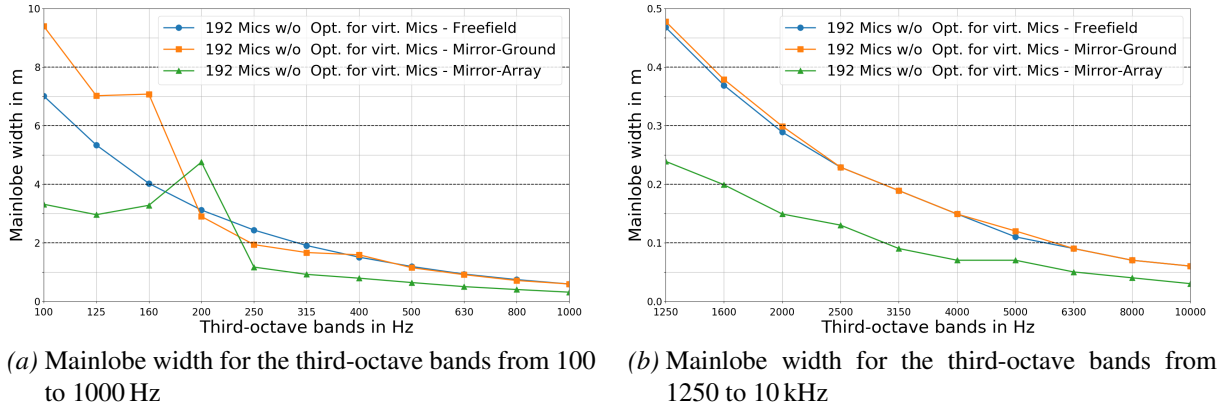 10
8
6
4
2
0
Mainlobe width in m
192 Mics w/o Opt. for virt. Mics - Freefield
192 Mics w/o Opt. for virt. Mics - Mirror-Ground
192 Mics w/o Opt. for virt. Mics - Mirror-Array
100 125 160 200 250 315 400 500 630 800 1000
Third-octave bands in Hz
(a) Mainlobe width for the third-octave bands from 100
to 1000 Hz
0.5
0.4
0.3
0.2
0.1
0.0
Mainlobe width in m
192 Mics w/o Opt. for virt. Mics - Freefield
192 Mics w/o Opt. for virt. Mics - Mirror-Ground
192 Mics w/o Opt. for virt. Mics - Mirror-Array
1250 1600 2000 2500 3150 4000 5000 6300 8000 10000
Third-octave bands in Hz
(b) Mainlobe width for the third-octave bands from
1250 to 10 kHz